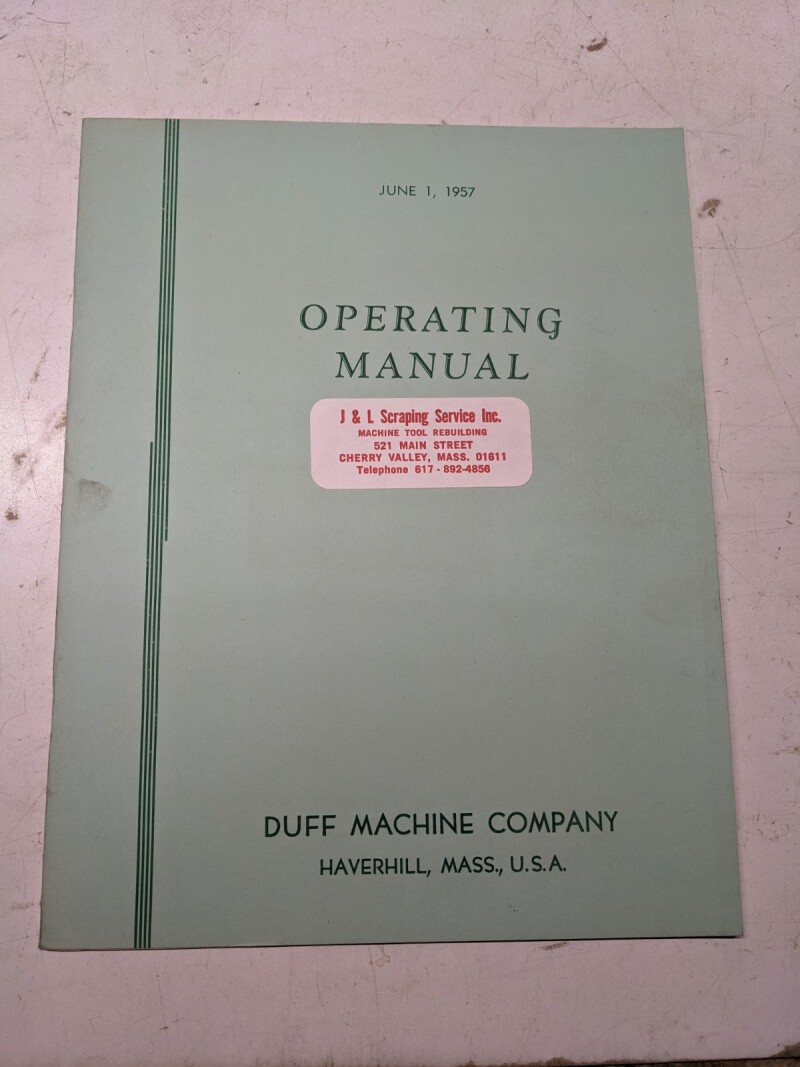 JUNE 1, 1957
OPERATING
MANUAL
J & L Scraping Service Inc.
MACHINE TOOL REBUILDING
521 MAIN STREET
CHERRY VALLEY, MASS. 01611
Telephone 617 - 892-4856
DUFF MACHINE COMPANY
HAVERHILL, MASS., U.S.A.